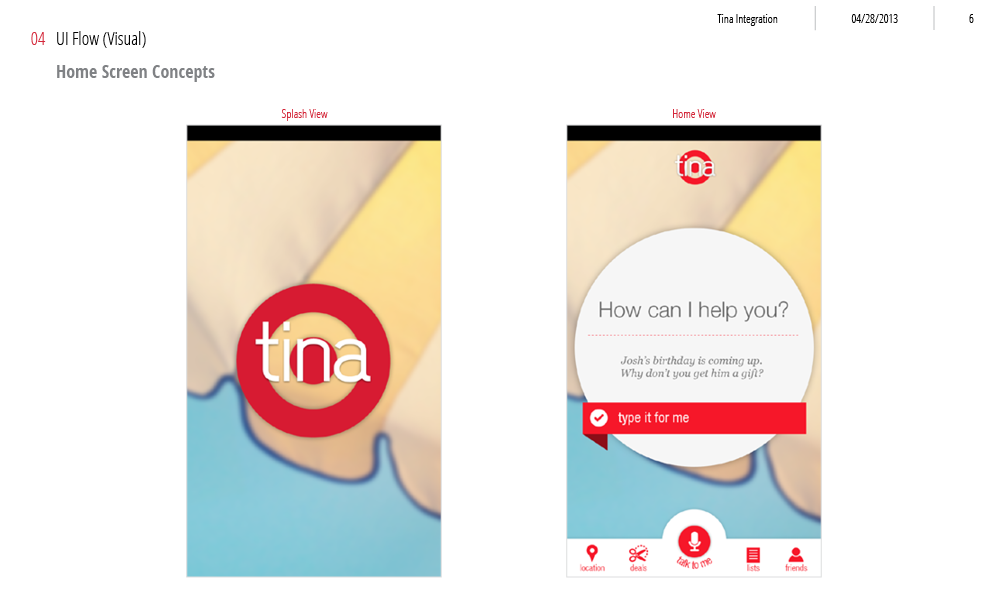 Tina Integration
04/28/2013
6
04 UI Flow (Visual)
Home Screen Concepts
Splash View
tina
Home View
tina
How can I help you?
Josh's birthday is coming up.
Why don't you get him a gift?
type it for me
talk to me
location
deals
lists
friends